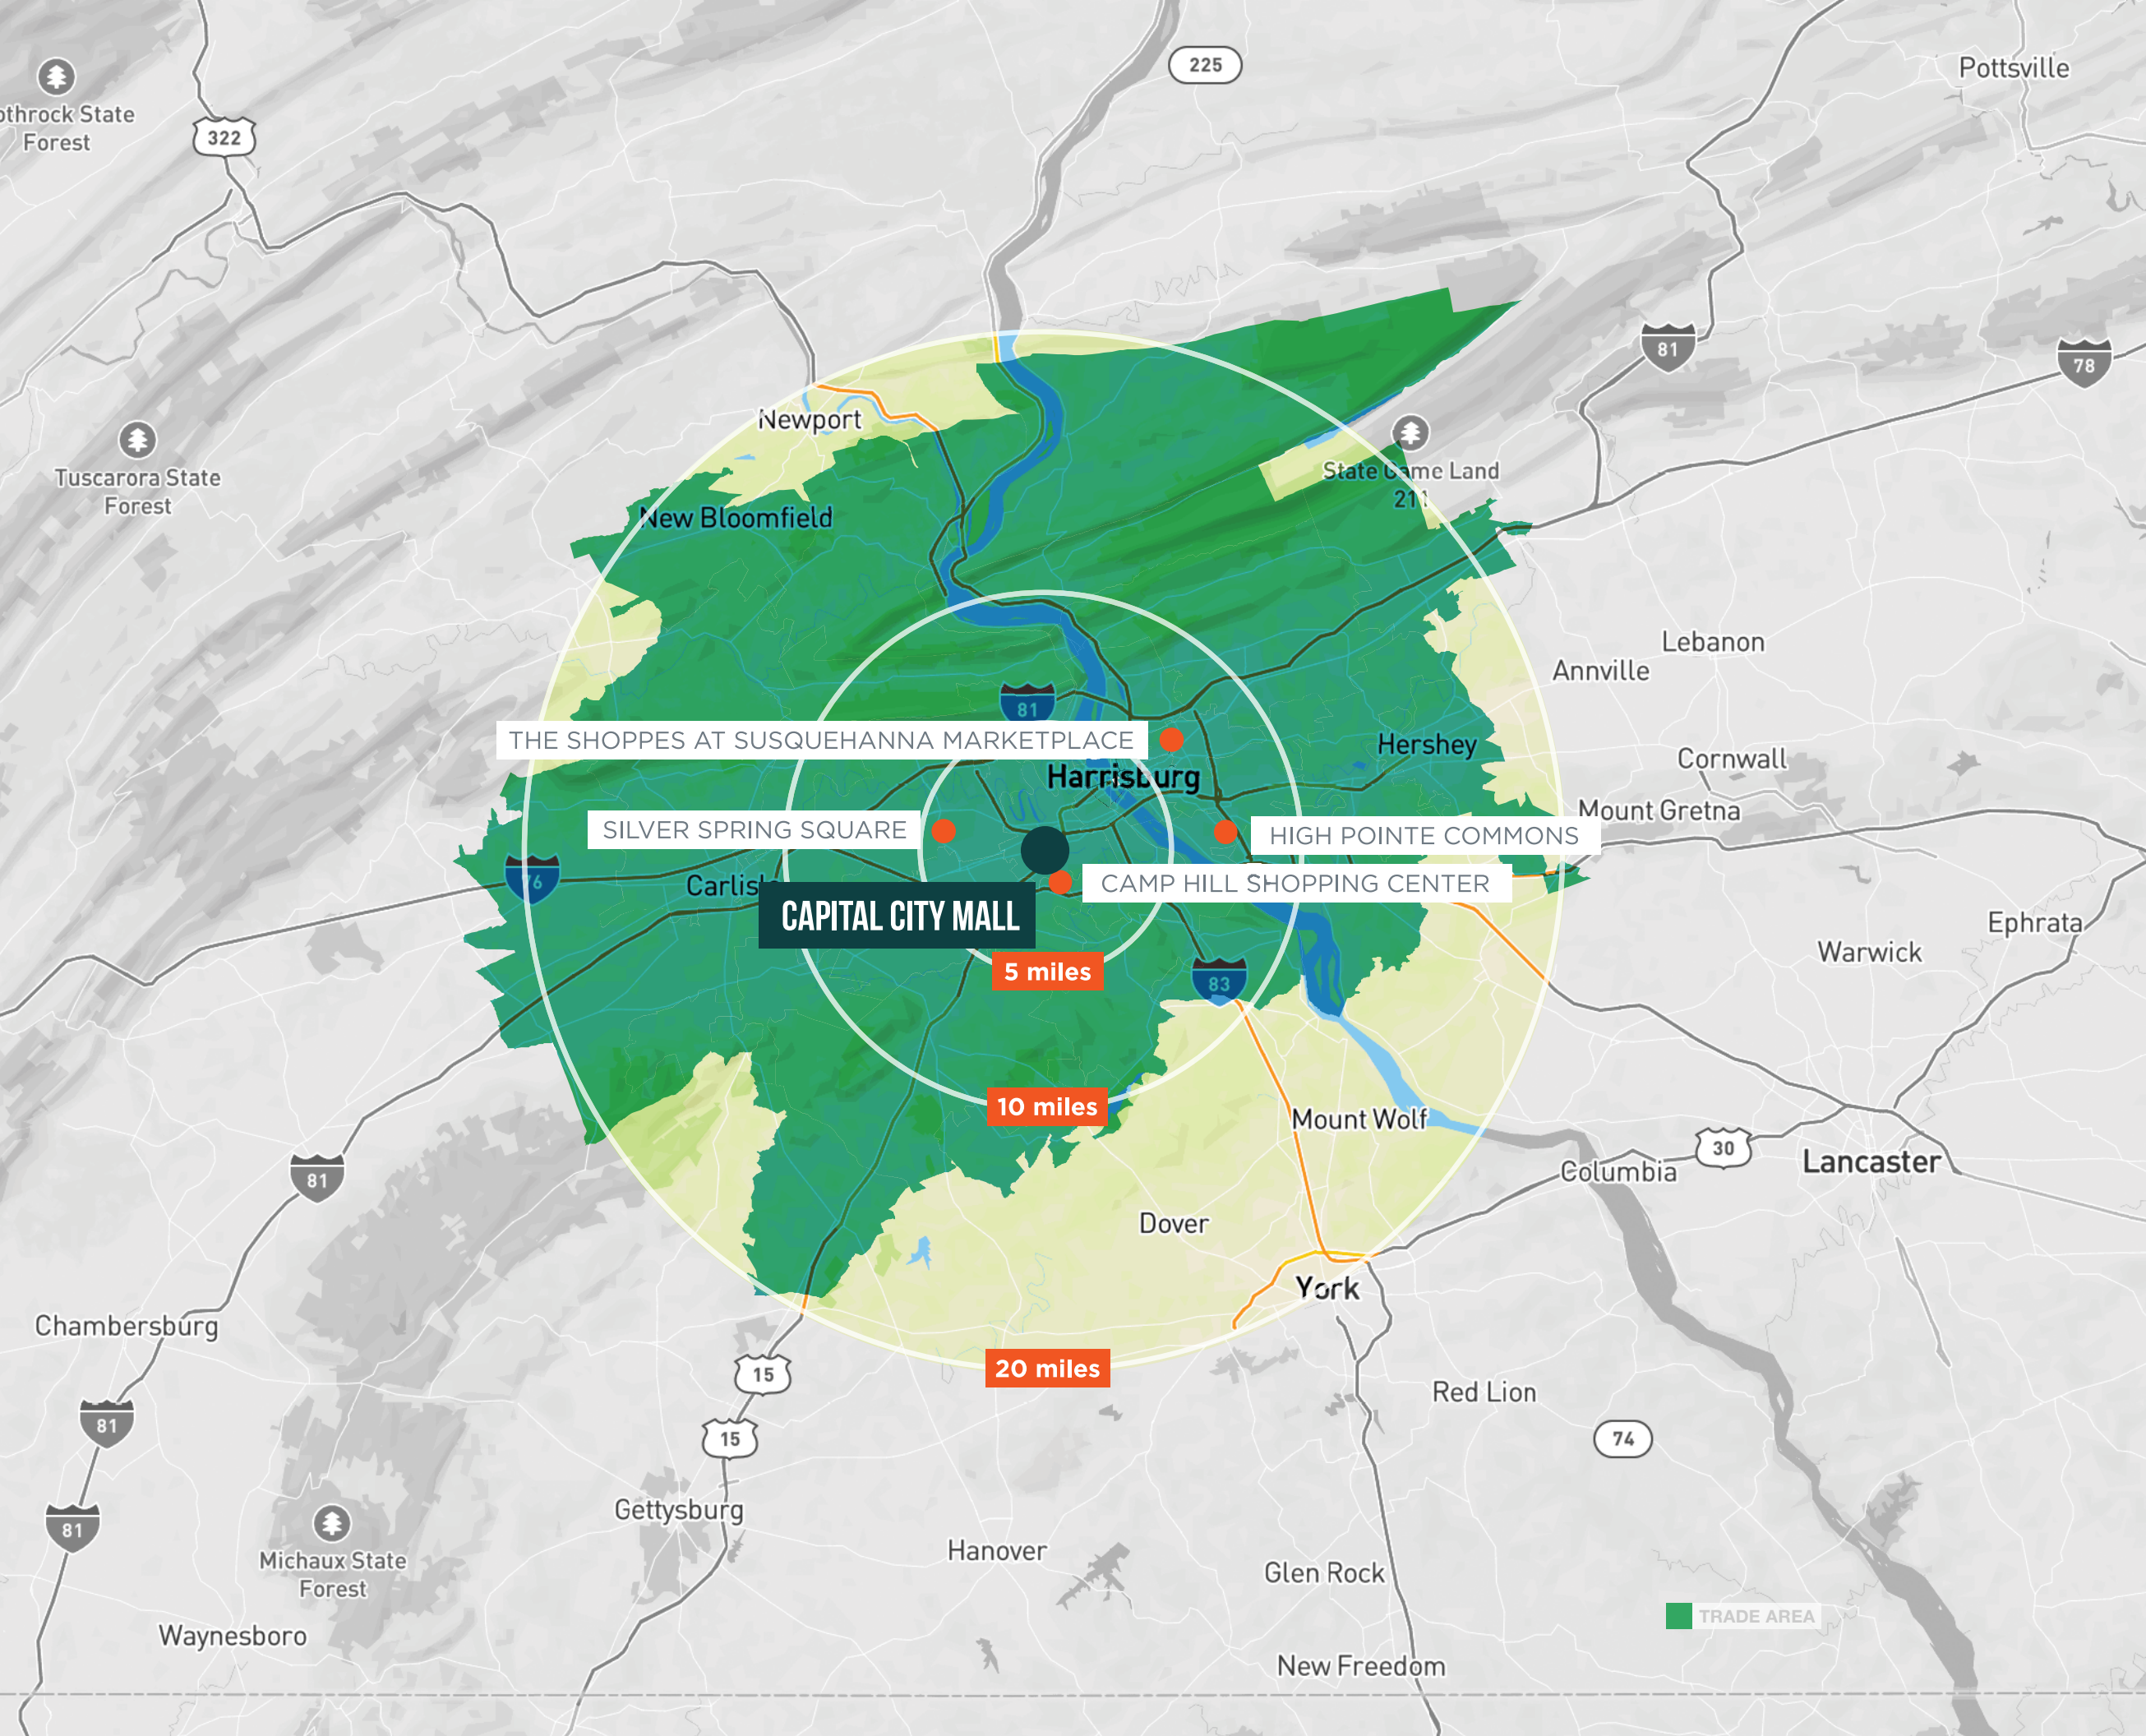 225
Pottsville
othrock State
Forest
322
81
78
Newport
Tuscarora State
Forest
State Game Land
211
New Bloomfield
Lebanon
Annville
81
THE SHOPPES AT SUSQUEHANNA MARKETPLACE
Hershey
Cornwall
Harrisburg
Mount Gretna
SILVER SPRING SQUARE
HIGH POINTE COMMONS
76
Carlisle
CAMP HILL SHOPPING CENTER
CAPITAL CITY MALL
Ephrata
Warwick
5 miles
83
10 miles
Mount Wolf
30
Lancaster
Columbia
81
Dover
York
Chambersburg
20 miles
15
Red Lion
81
15
74
Gettysburg
81
Hanover
Michaux State
Forest
Glen Rock
TRADE AREA
Waynesboro
New Freedom